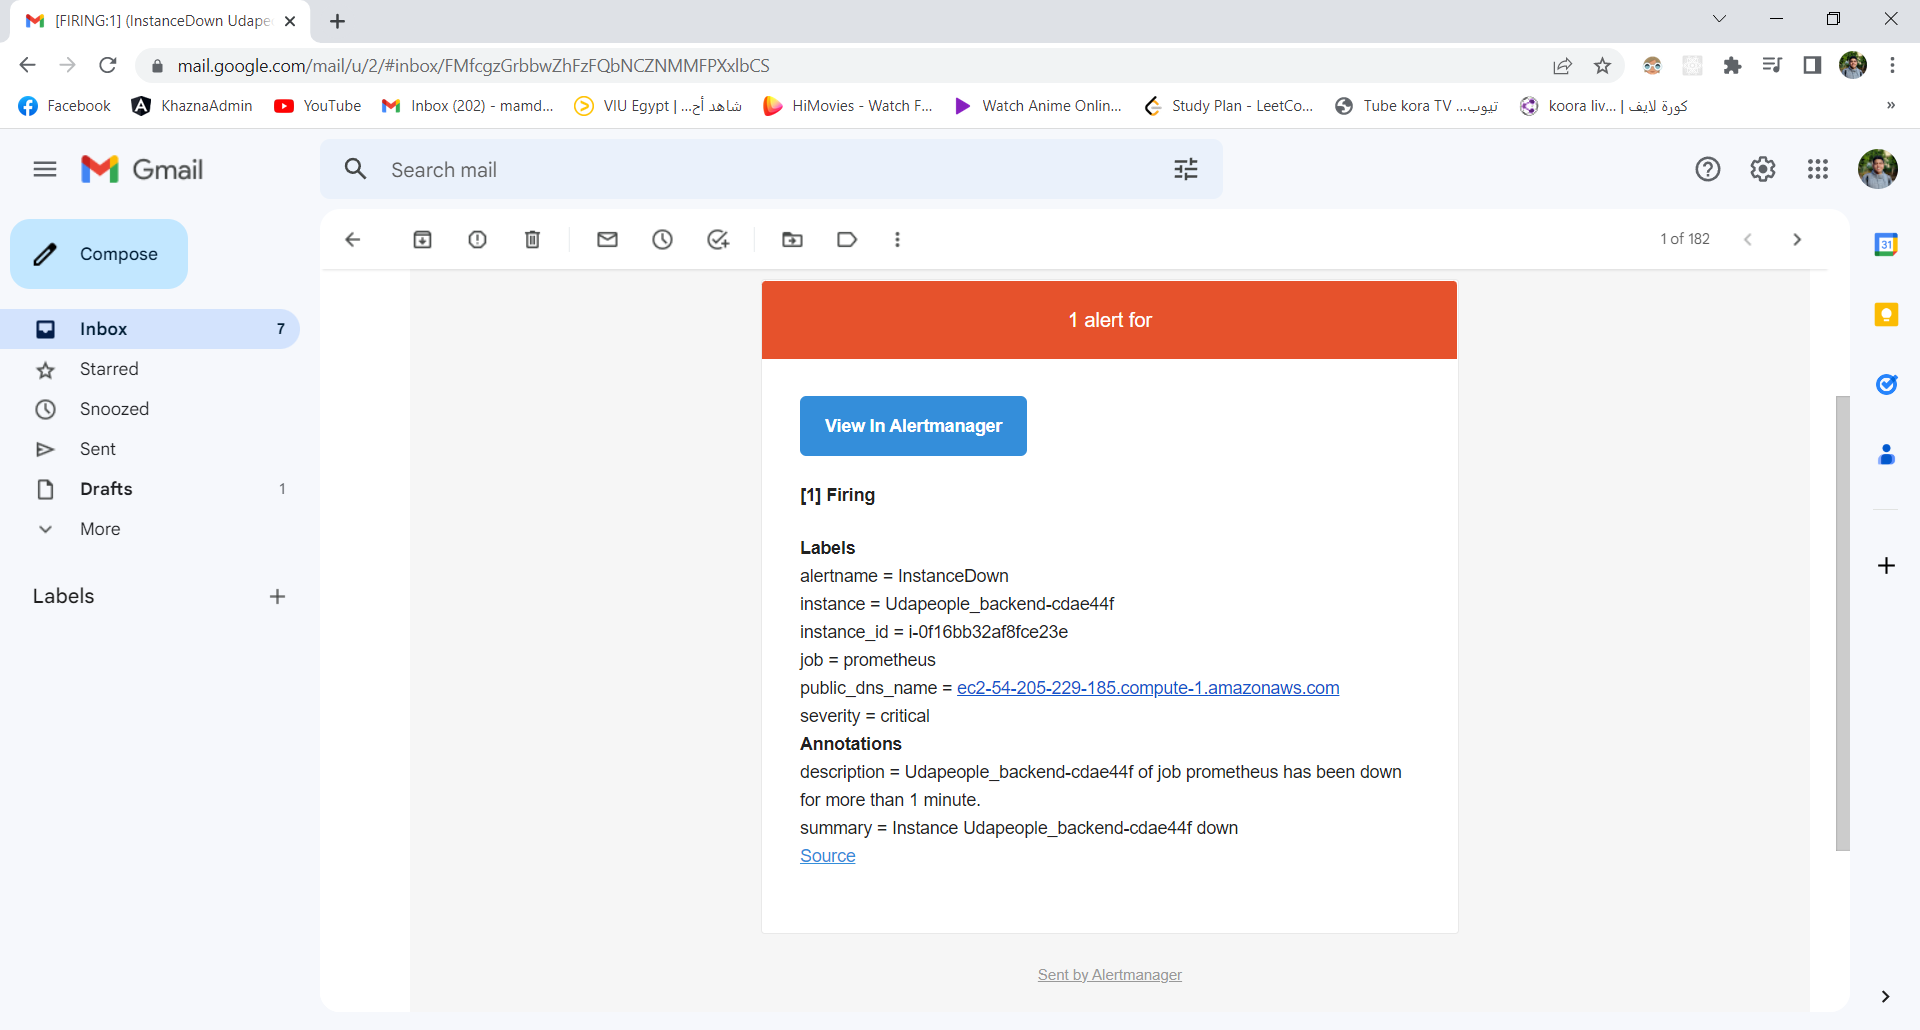 [FIRING:1] (InstanceDown Udape
mail.google.com/mail/u/2/#inbox/FMfcgzGrbbwZhFzFQbNCZNMMFPXxlbCS
Facebook
KhaznaAdmin
YouTube
Inbox (202) - mamd...
VIU Egypt | ...شاهد أح
HiMovies - Watch F...
Watch Anime Onlin...
Study Plan - LeetCo...
Tube kora TV ...تيوب
koora liv... | كورة لايف
»
Gmail
Search mail
Compose
1 of 182
31
Inbox 7
Starred
Snoozed
Sent
Drafts 1
More
Labels
1 alert for
View In Alertmanager
[1] Firing
Labels
alertname = InstanceDown
instance = Udapeople_backend-cdae44f
instance_id = i-0f16bb32af8fce23e
job = prometheus
public_dns_name = ec2-54-205-229-185.compute-1.amazonaws.com
severity = critical
Annotations
description = Udapeople_backend-cdae44f of job prometheus has been down
for more than 1 minute.
summary = Instance Udapeople_backend-cdae44f down
Source
Sent by Alertmanager